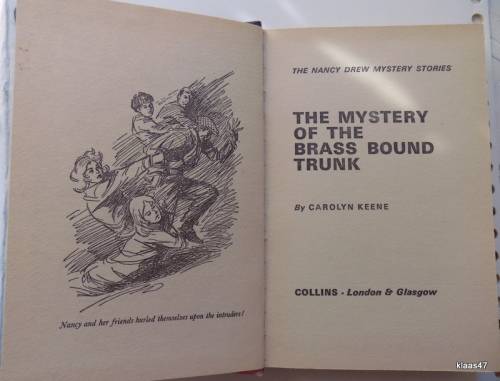 Nancy and her friends hurled themselves upon the intruders!
THE NANCY DREW MYSTERY STORIES
THE MYSTERY
OF THE
BRASS BOUND
TRUNK
By CAROLYN KEENE
COLLINS - London & Glasgow
klaas47